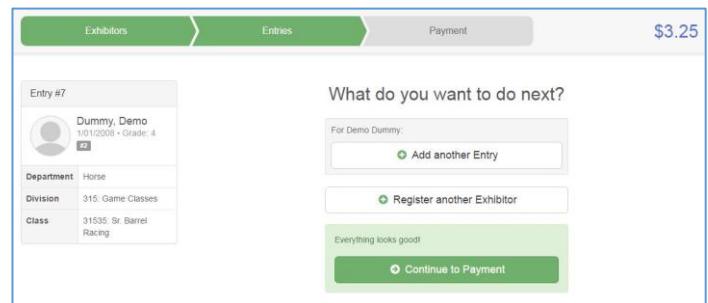 Exhibitors
Entries
Payment
$3.25
Entry #7
Dummy, Demo
1/01/2008 • Grade: 4
#2
Department Horse
Division 315: Game Classes
Class 31535: Sr. Barrel
Racing
What do you want to do next?
For Demo Dummy:
Add another Entry
Register another Exhibitor
Everything looks good!
Continue to Payment